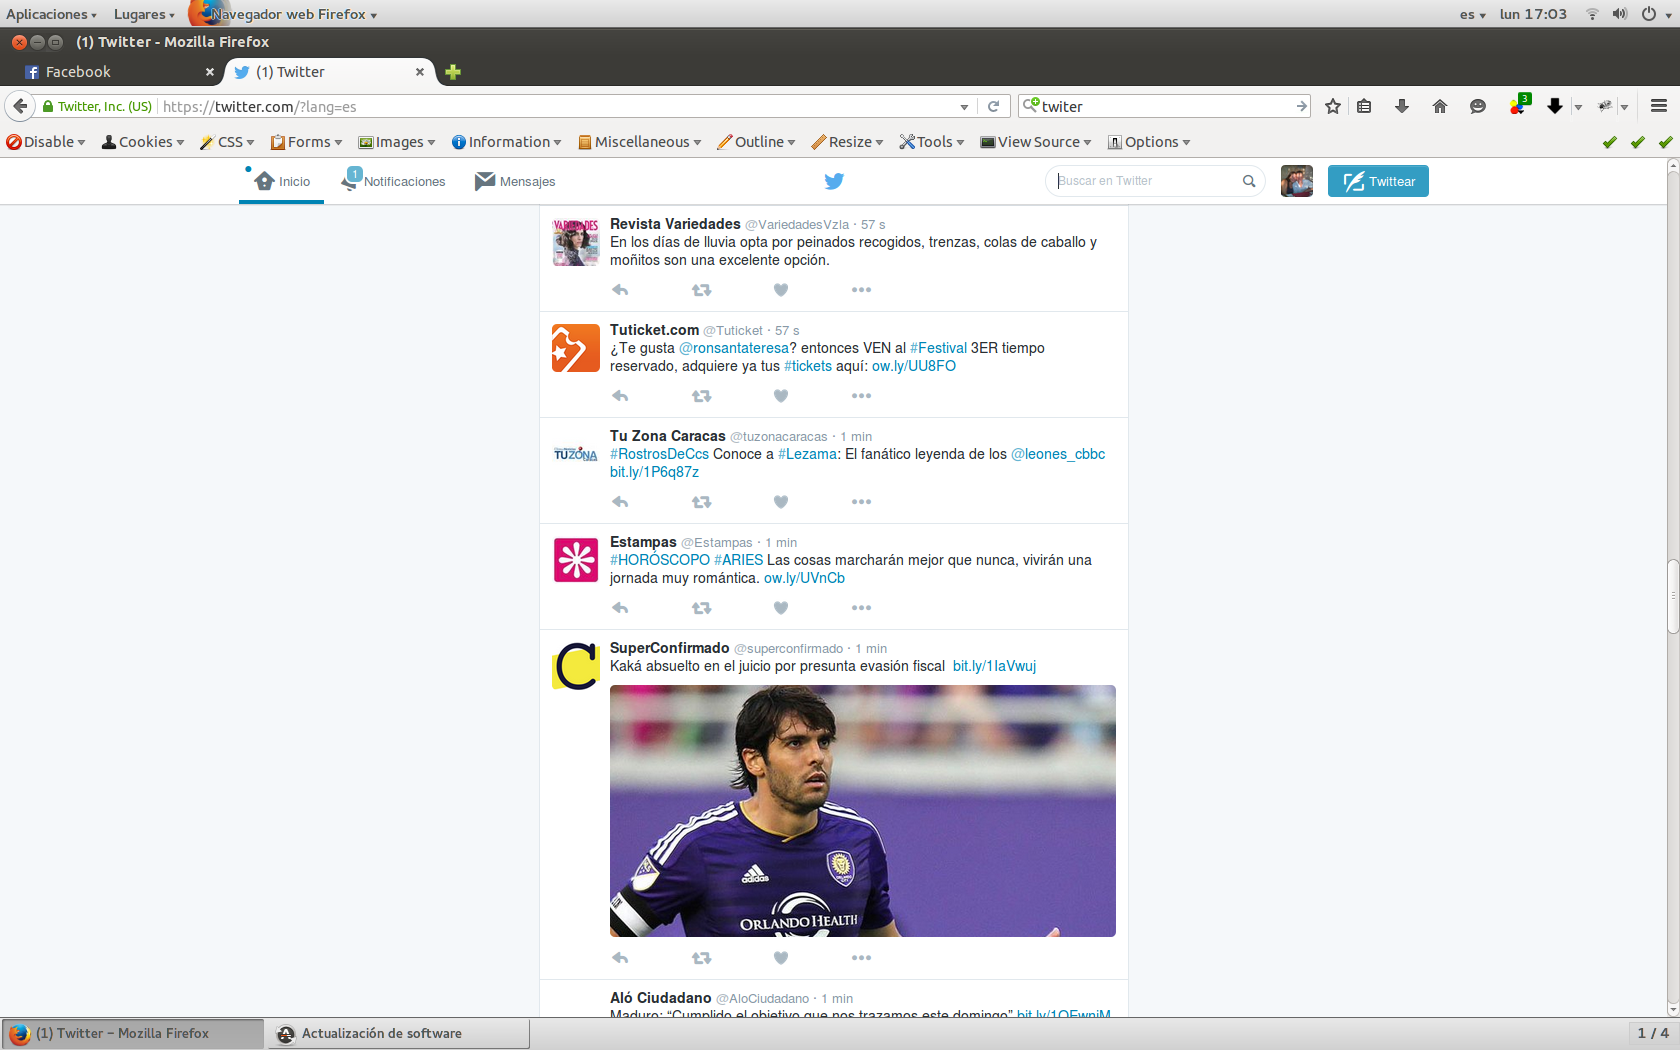 Aplicaciones Lugares Navegador web Firefox es lun 17:03
(1) Twitter - Mozilla Firefox
Facebook (1) Twitter
Twitter, Inc. (US) https://twitter.com/?lang=es twiter 3
Disable Cookies CSS Forms Images Information Miscellaneous Outline Resize Tools View Source Options
Inicio 1 Notificaciones Mensajes Buscar en Twitter Twittear
VARIEDADES
Revista Variedades @VariedadesVzla · 57 s
En los días de lluvia opta por peinados recogidos, trenzas, colas de caballo y
moñitos son una excelente opción.
Tuticket.com @Tuticket · 57 s
¿Te gusta @ronsantateresa? entonces VEN al #Festival 3ER tiempo
reservado, adquiere ya tus #tickets aquí: ow.ly/UU8FO
Tu Zona Caracas @tuzonacaracas · 1 min
TUZONA
#RostrosDeCcs Conoce a #Lezama: El fanático leyenda de los @leones_cbbc
bit.ly/1P6q87z
Estampas @Estampas · 1 min
#HORÓSCOPO #ARIES Las cosas marcharán mejor que nunca, vivirán una
jornada muy romántica. ow.ly/UVnCb
C
SuperConfirmado @superconfirmado · 1 min
Kaká absuelto en el juicio por presunta evasión fiscal bit.ly/1IaVwuj
adidas
ORLANDO CITY
ORLANDO HEALTH
Aló Ciudadano @AloCiudadano · 1 min
Maduro: “Cumplido el objetivo que nos trazamos este domingo”
(1) Twitter – Mozilla Firefox Actualización de software 1 / 4